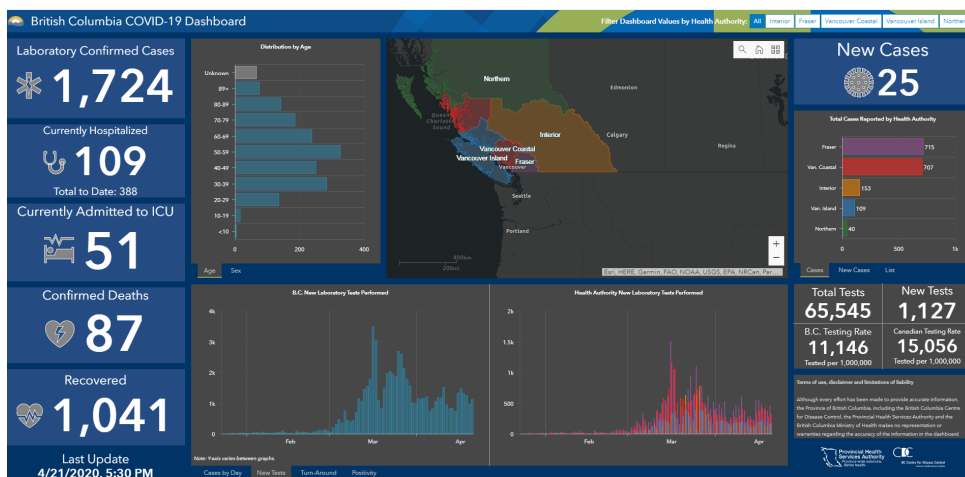 British Columbia COVID-19 Dashboard
Filter Dashboard Values by Health Authority: All Interior Fraser Vancouver Coastal Vancouver Island Norther
Laboratory Confirmed Cases
1,724
Currently Hospitalized
109
Total to Date: 388
Currently Admitted to ICU
51
Confirmed Deaths
87
Recovered
1,041
Last Update
4/21/2020, 5:30 PM
Distribution by Age
Unknown
89+
80-89
70-79
60-69
50-59
40-49
30-39
20-29
10-19
<10
0 200 400
Age Sex
Northern
Edmonton
Queen
Charlotte
Sound
Interior
Calgary
Vancouver Coastal
Vancouver Island
Fraser
Vancouver
Regina
Seattle
Portland
400km
200mi
+
−
Esri, HERE, Garmin, FAO, NOAA, USGS, EPA, NRCan, Par...
New Cases
25
Total Cases Reported by Health Authority
Fraser 715
Van. Coastal 707
Interior 153
Van. Island 109
Northern 40
0 500 1k
Cases New Cases List
B.C. New Laboratory Tests Performed
4k
3k
2k
1k
0
Feb Mar Apr
Note: Y-axis varies between graphs.
Cases by Day New Tests Turn-Around Positivity
Health Authority New Laboratory Tests Performed
2k
1.5k
1k
500
0
Feb Mar Apr
Total Tests
65,545
New Tests
1,127
B.C. Testing Rate
11,146
Tested per 1,000,000
Canadian Testing Rate
15,056
Tested per 1,000,000
Terms of use, disclaimer and limitations of liability
Although every effort has been made to provide accurate information,
the Province of British Columbia, including the British Columbia Centre
for Disease Control, the Provincial Health Services Authority and the
British Columbia Ministry of Health makes no representation or
warranties regarding the accuracy of the information in the dashboard
Provincial Health
Services Authority
Province-wide solutions.
Better health.
BC Centre for Disease Control